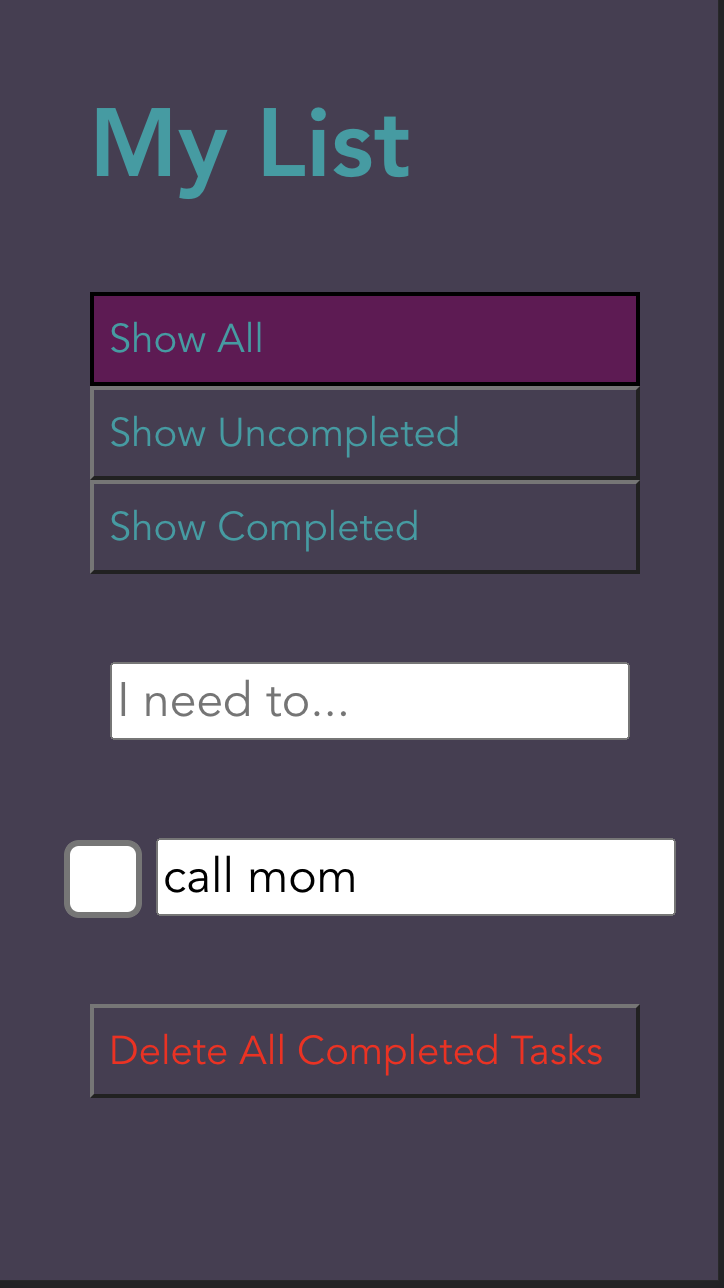 My List
Show All
Show Uncompleted
Show Completed
I need to...
call mom
Delete All Completed Tasks